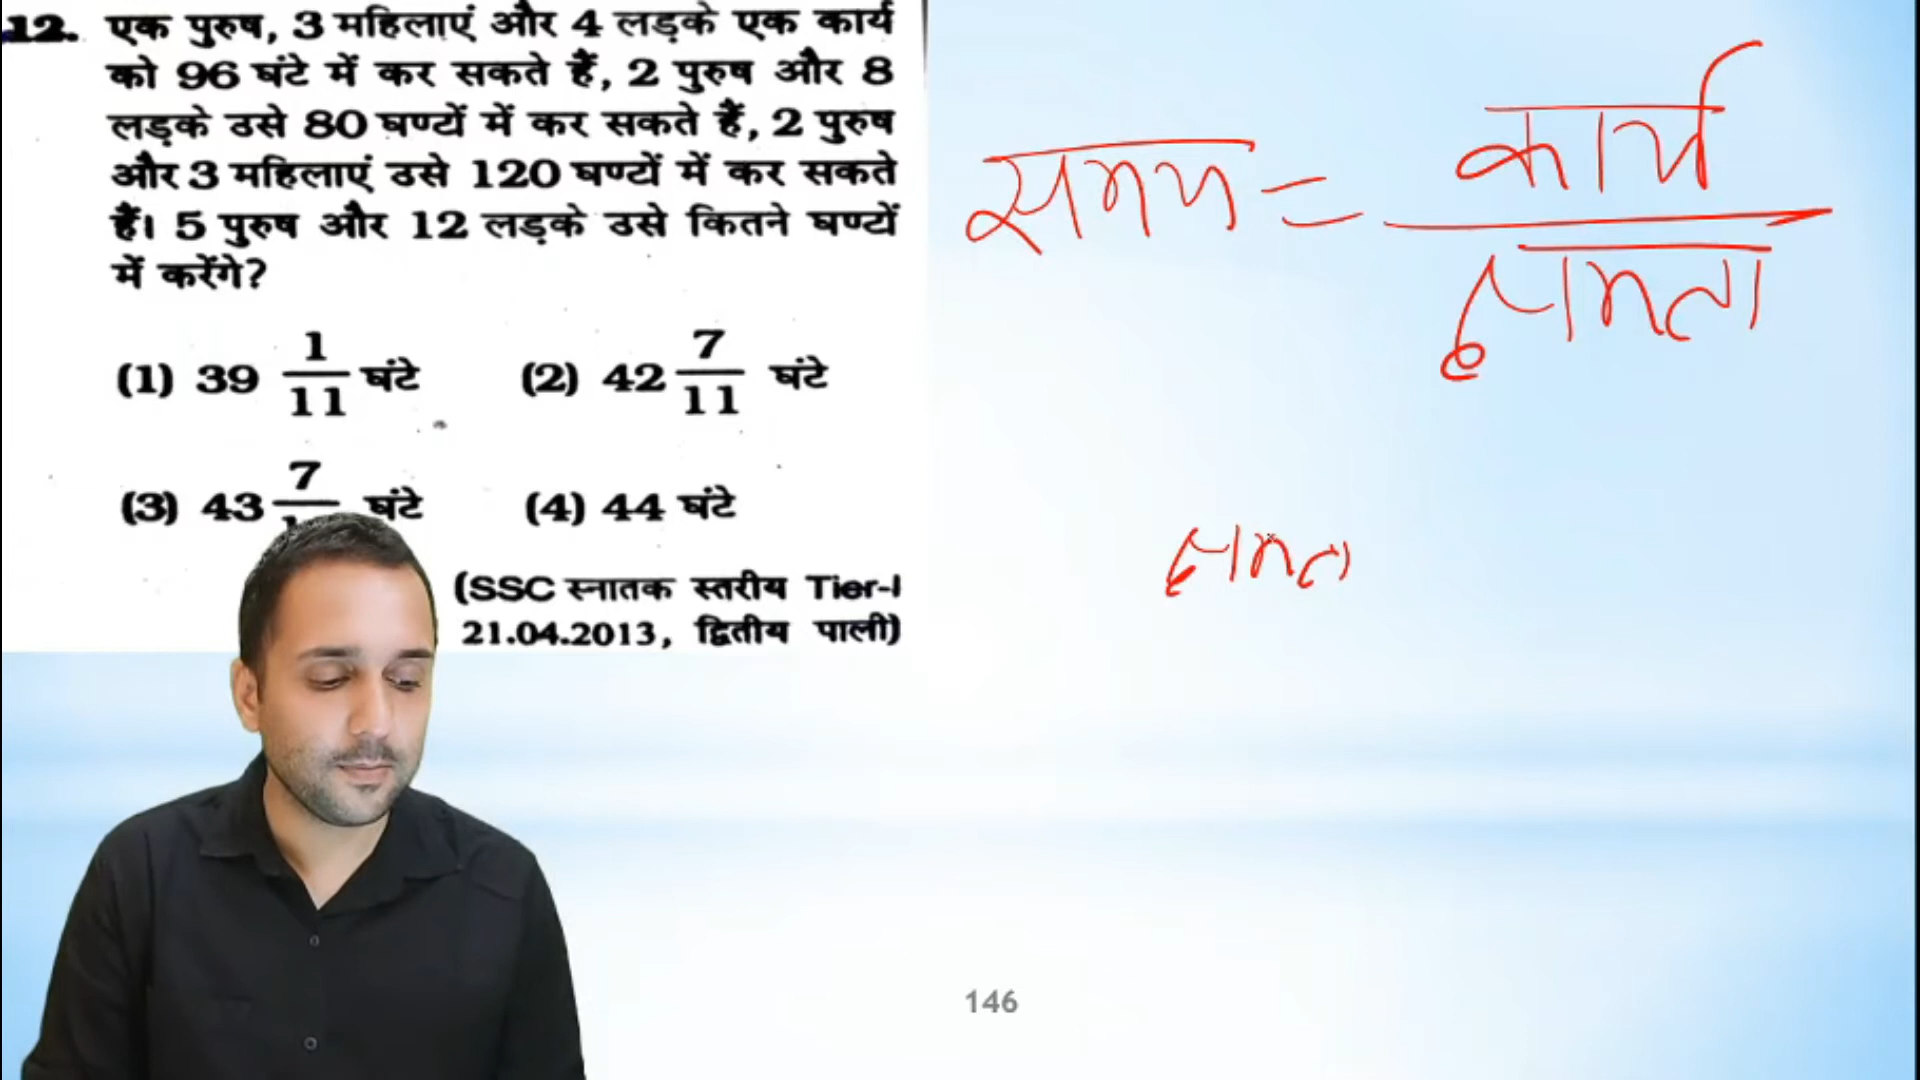 12. एक पुरुष, 3 महिलाएं और 4 लड़के एक कार्य
को 96 घंटे में कर सकते हैं, 2 पुरुष और 8
लड़के उसे 80 घण्टों में कर सकते हैं, 2 पुरुष
और 3 महिलाएं उसे 120 घण्टों में कर सकते
हैं। 5 पुरुष और 12 लड़के उसे कितने घण्टों
में करेंगे?
(1) 39 1/11 घंटे (2) 42 7/11 घंटे
(3) 43 7/ घंटे (4) 44 घंटे
(SSC स्नातक स्तरीय Tier-I
21.04.2013, द्वितीय पाली)
समय = कार्य
क्षमता
क्षमता
146